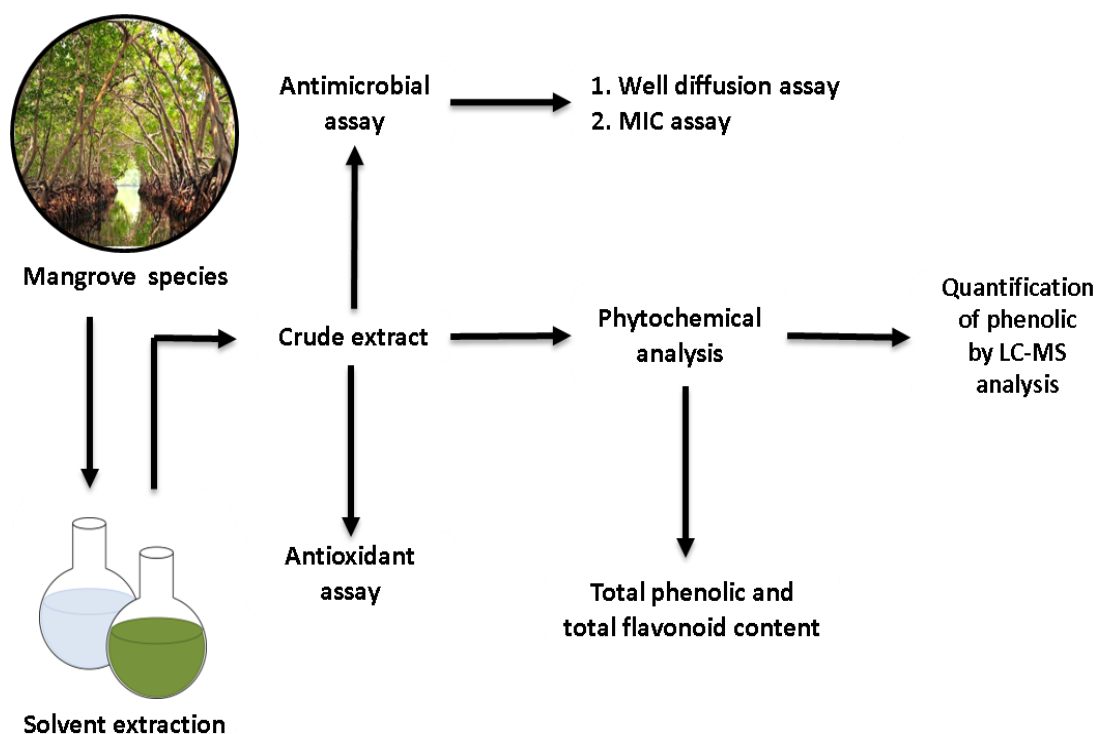 Mangrove species
Solvent extraction
Crude extract
Antimicrobial
assay
1. Well diffusion assay
2. MIC assay
Antioxidant
assay
Phytochemical
analysis
Total phenolic and
total flavonoid content
Quantification
of phenolic
by LC-MS
analysis